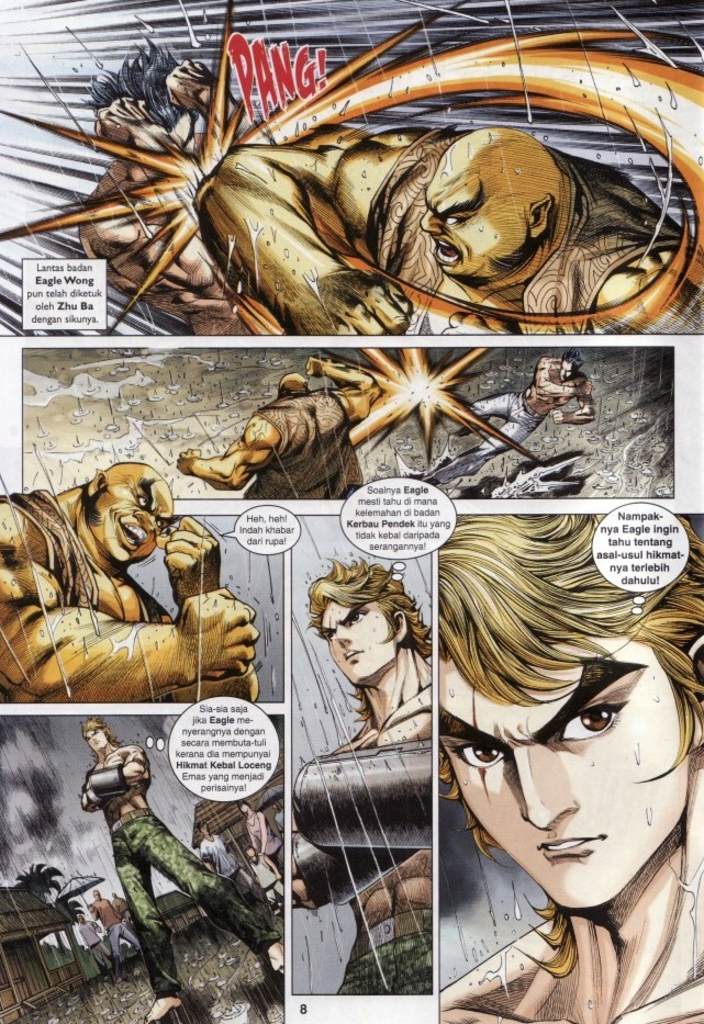 PANG!
Lantas badan
Eagle Wong
pun telah diketuk
oleh Zhu Ba
dengan sikunya.
Heh, heh!
Indah khabar
dari rupa!
Soalnya Eagle
mesti tahu di mana
kelemahan di badan
Kerbau Pendek itu yang
tidak kebal daripada
serangannya!
Nampak-
nya Eagle ingin
tahu tentang
asal-usul hikmat-
nya terlebih
dahulu!
Sia-sia saja
jika Eagle me-
nyerangnya dengan
secara membuta-tuli
kerana dia mempunyai
Hikmat Kebal Loceng
Emas yang menjadi
perisainya!
8